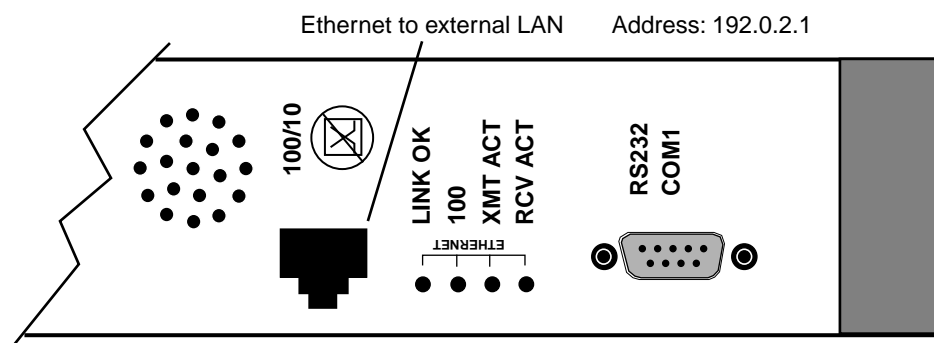 Ethernet to external LAN
Address: 192.0.2.1
100/10
LINK OK
100
XMT ACT
RCV ACT
ETHERNET
RS232
COM1